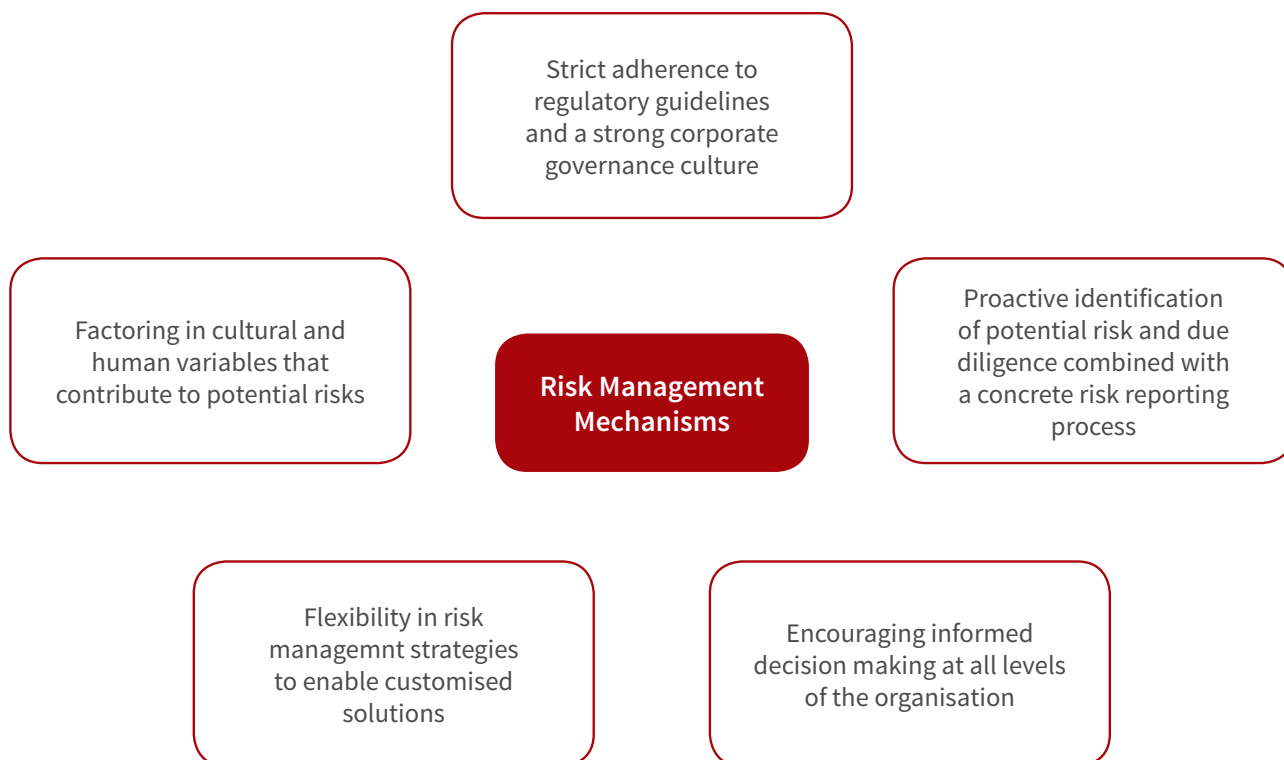 Strict adherence to
regulatory guidelines
and a strong corporate
governance culture
Factoring in cultural and
human variables that
contribute to potential risks
Risk Management
Mechanisms
Proactive identification
of potential risk and due
diligence combined with
a concrete risk reporting
process
Flexibility in risk
managemnt strategies
to enable customised
solutions
Encouraging informed
decision making at all levels
of the organisation